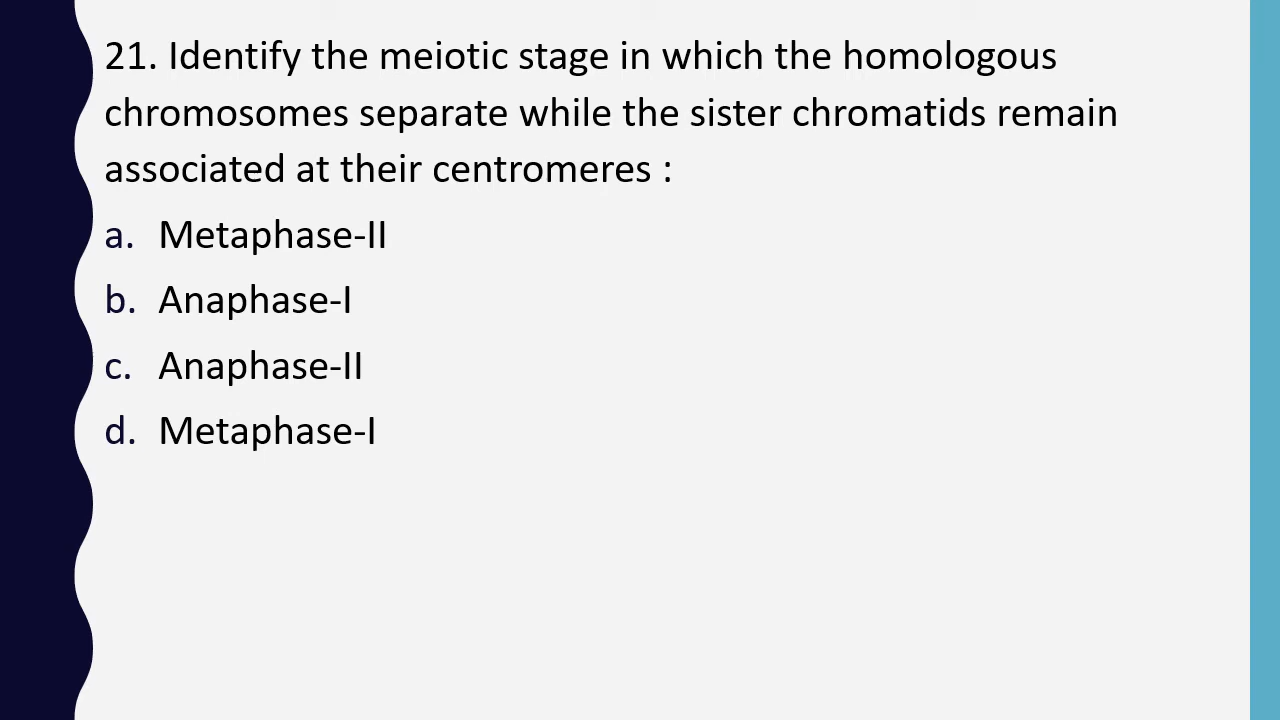 21. Identify the meiotic stage in which the homologous
chromosomes separate while the sister chromatids remain
associated at their centromeres :
a. Metaphase-II
b. Anaphase-I
c. Anaphase-II
d. Metaphase-I